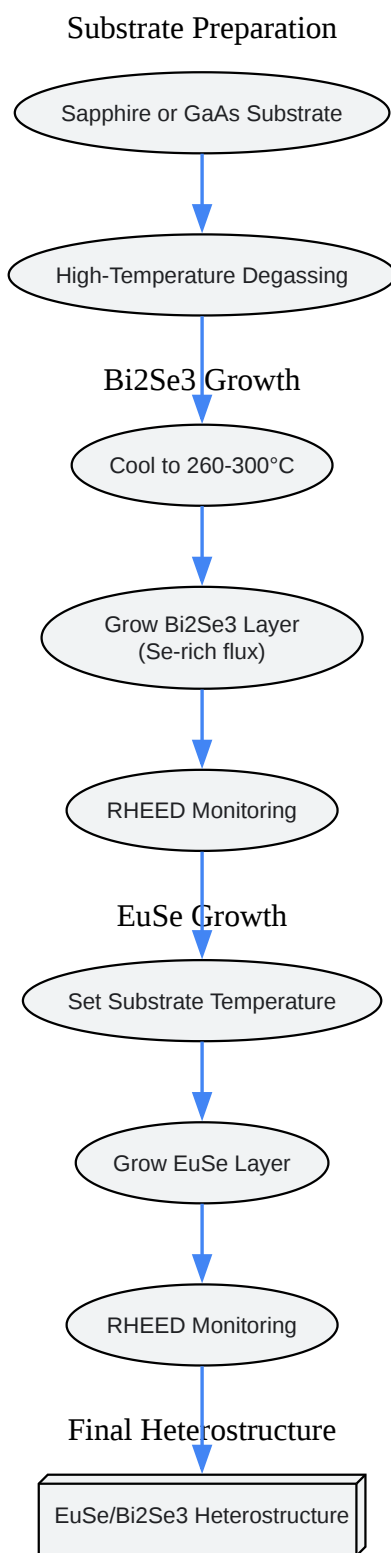 Substrate Preparation
Sapphire or GaAs Substrate
High-Temperature Degassing
Bi2Se3 Growth
Cool to 260-300°C
Grow Bi2Se3 Layer
(Se-rich flux)
RHEED Monitoring
EuSe Growth
Set Substrate Temperature
Grow EuSe Layer
RHEED Monitoring
Final Heterostructure
EuSe/Bi2Se3 Heterostructure